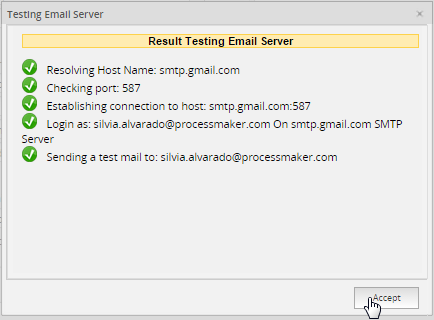 Testing Email Server ×
Result Testing Email Server
Resolving Host Name: smtp.gmail.com
Checking port: 587
Establishing connection to host: smtp.gmail.com:587
Login as: silvia.alvarado@processmaker.com On smtp.gmail.com SMTP
Server
Sending a test mail to: silvia.alvarado@processmaker.com
Accept